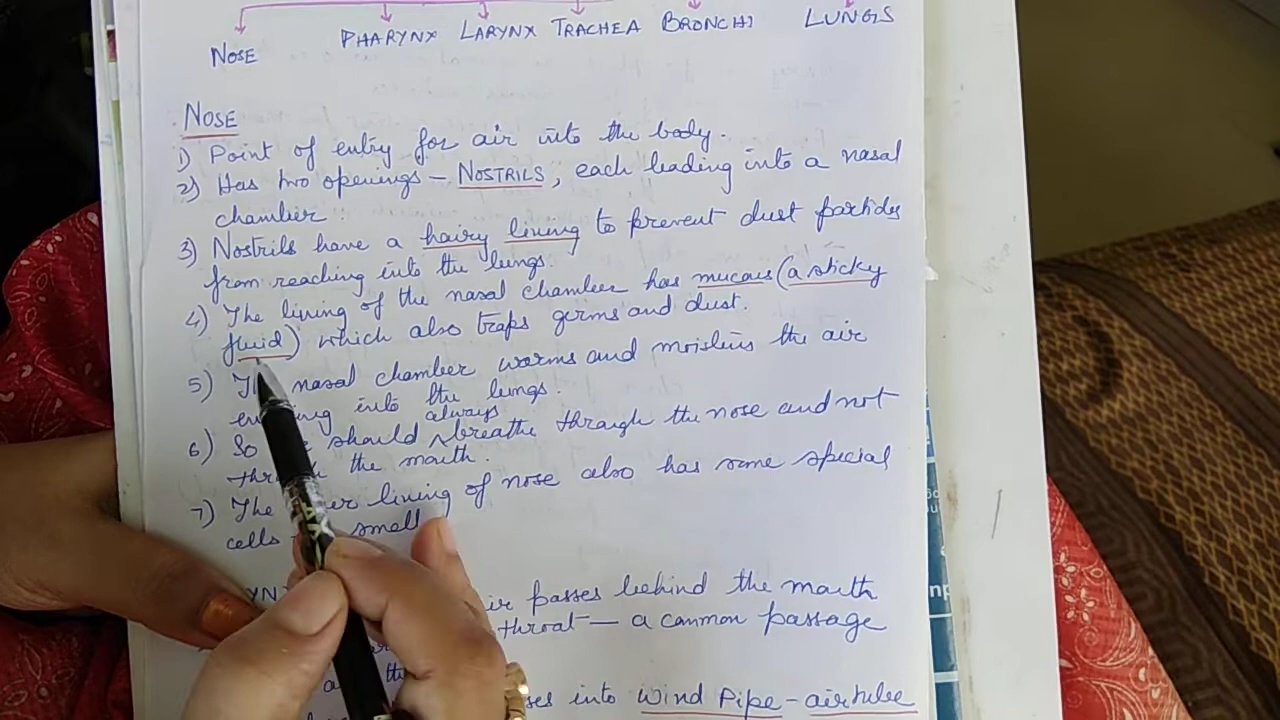 NOSE PHARYNX LARYNX TRACHEA BRONCHI LUNGS
NOSE
1) Point of entry for air into the body.
2) Has two openings – NOSTRILS, each leading into a nasal
chamber.
3) Nostrils have a hairy lining to prevent dust particles
from reaching into the lungs.
4) The lining of the nasal chamber has mucous (a sticky
fluid) which also traps germs and dust.
5) nasal chamber warms and moistens the air
into the lungs.
6) So should always breathe through the nose and not
the mouth.
7) The lining of nose also has some special
cells small
passes behind the mouth
throat — a common passage
into wind Pipe - airtube